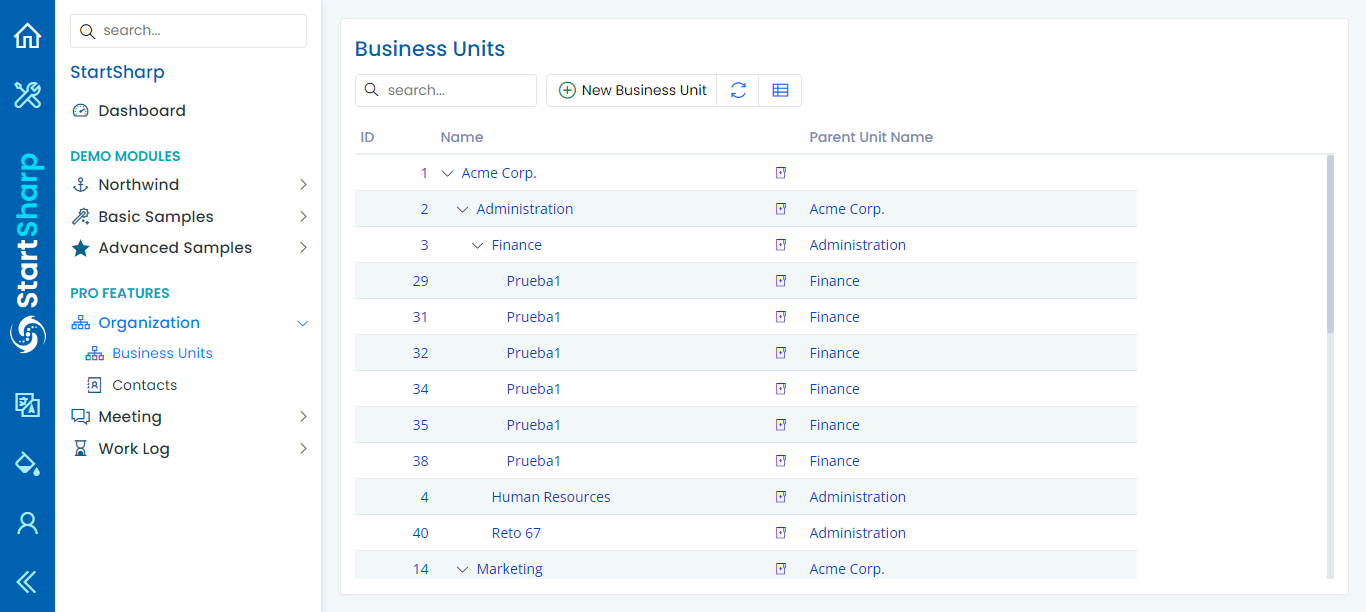 StartSharp
search...
StartSharp
Dashboard
DEMO MODULES
Northwind
Basic Samples
Advanced Samples
PRO FEATURES
Organization
Business Units
Contacts
Meeting
Work Log
Business Units
search... New Business Unit
ID Name Parent Unit Name
1 Acme Corp.
2 Administration Acme Corp.
3 Finance Administration
29 Prueba1 Finance
31 Prueba1 Finance
32 Prueba1 Finance
34 Prueba1 Finance
35 Prueba1 Finance
38 Prueba1 Finance
4 Human Resources Administration
40 Reto 67 Administration
14 Marketing Acme Corp.